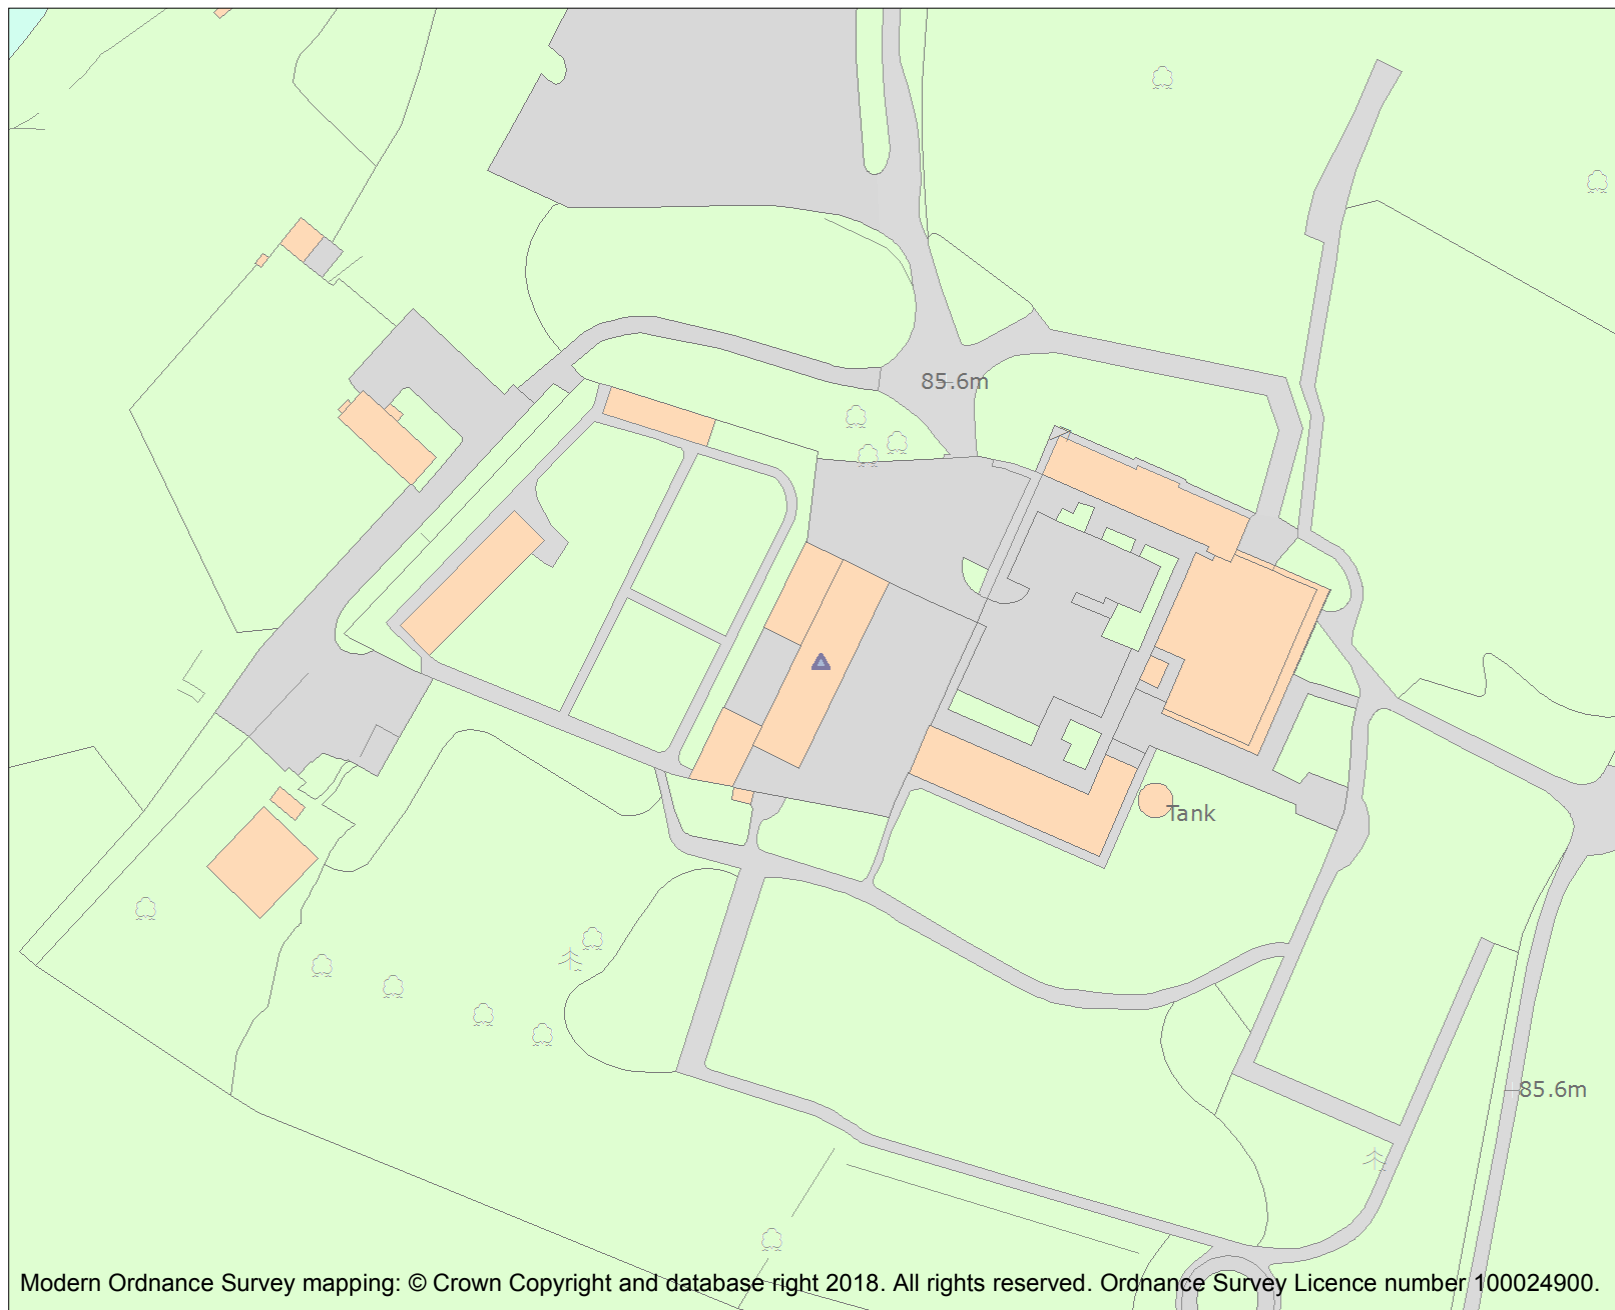 85.6m
Tank
85.6m
Modern Ordnance Survey mapping: © Crown Copyright and database right 2018. All rights reserved. Ordnance Survey Licence number 100024900.